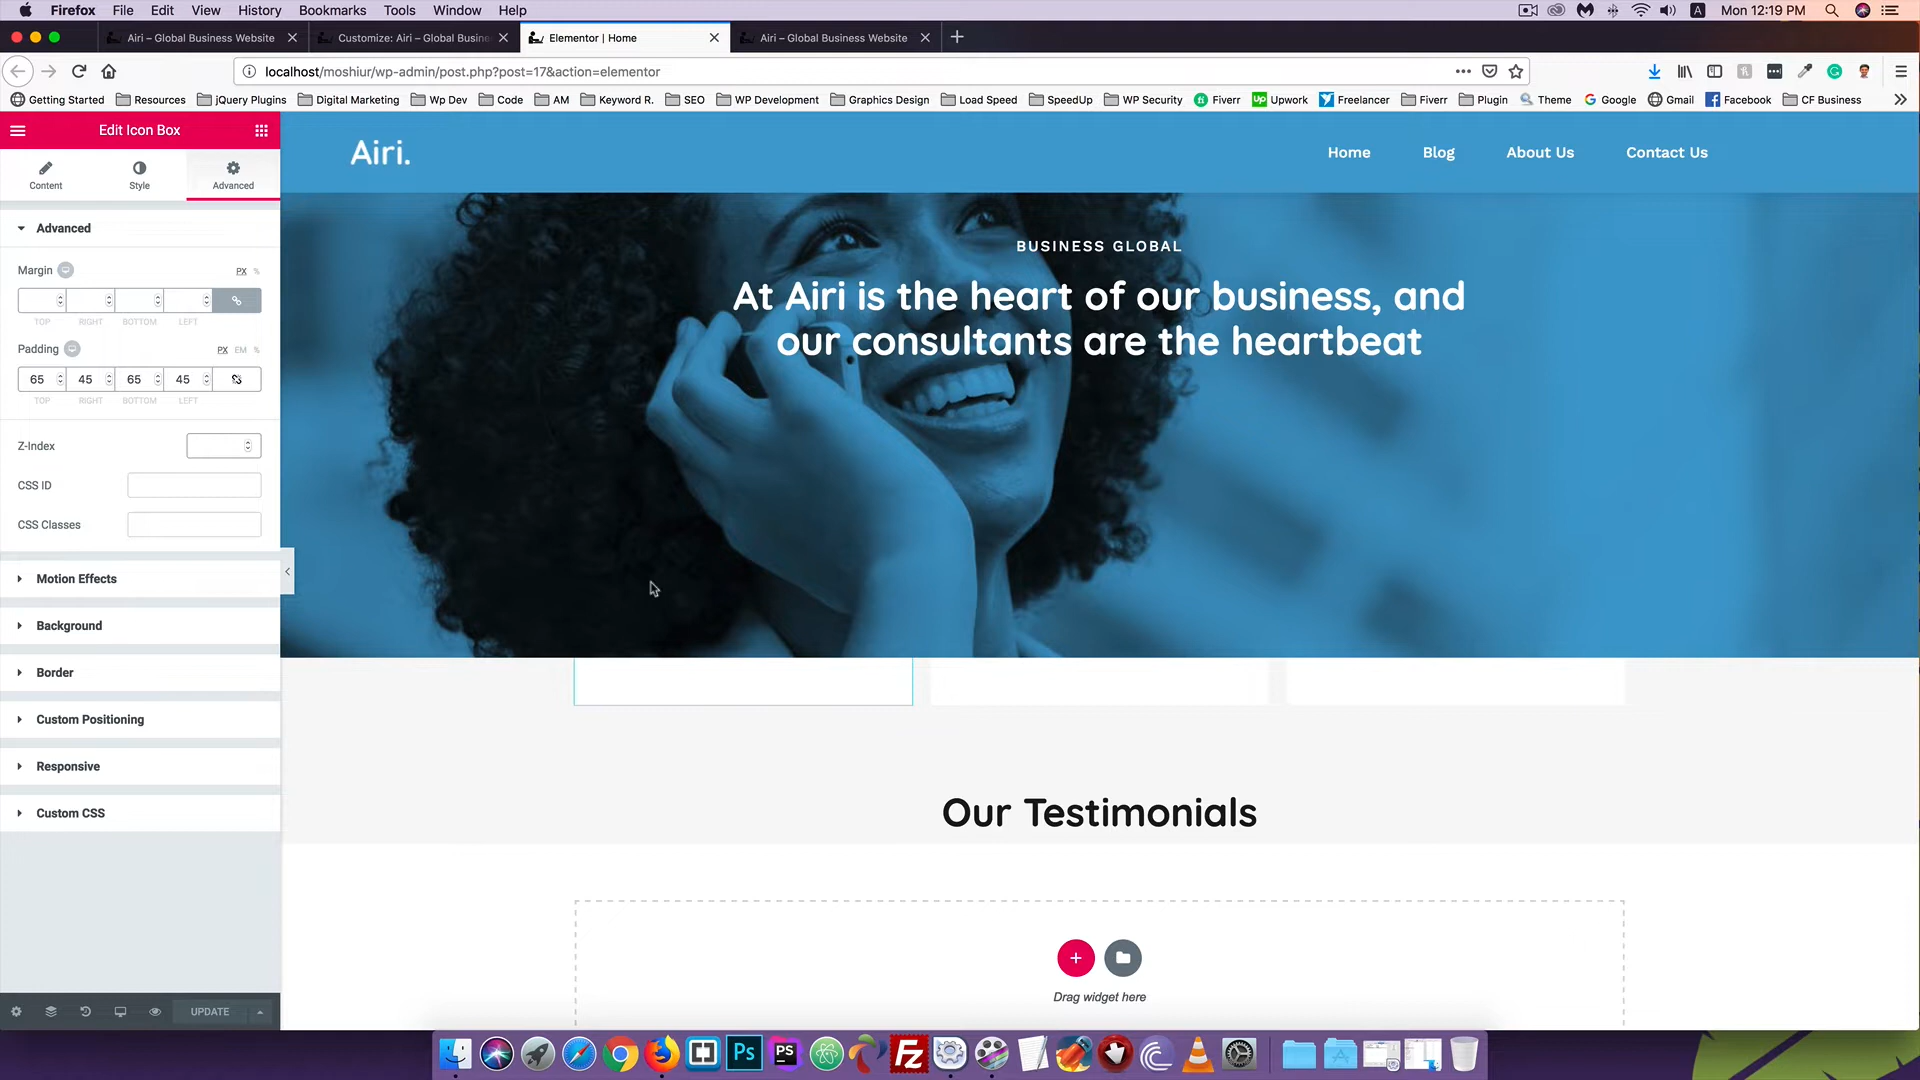 Firefox File Edit View History Bookmarks Tools Window Help
A Mon 12:19 PM
Airi – Global Business Website
Customize: Airi – Global Busine
Elementor | Home
Airi – Global Business Website
localhost/moshiur/wp-admin/post.php?post=17&action=elementor
Getting Started Resources jQuery Plugins Digital Marketing Wp Dev Code AM Keyword R. SEO WP Development Graphics Design Load Speed SpeedUp WP Security Fiverr Upwork Freelancer Fiverr Plugin Theme Google Gmail Facebook CF Business
Edit Icon Box
Content Style Advanced
Advanced
Margin PX %
TOP RIGHT BOTTOM LEFT
Padding PX EM %
65 45 65 45
TOP RIGHT BOTTOM LEFT
Z-Index
CSS ID
CSS Classes
Motion Effects
Background
Border
Custom Positioning
Responsive
Custom CSS
UPDATE
Airi.
Home Blog About Us Contact Us
BUSINESS GLOBAL
At Airi is the heart of our business, and
our consultants are the heartbeat
Our Testimonials
Drag widget here
Ps PS FZ